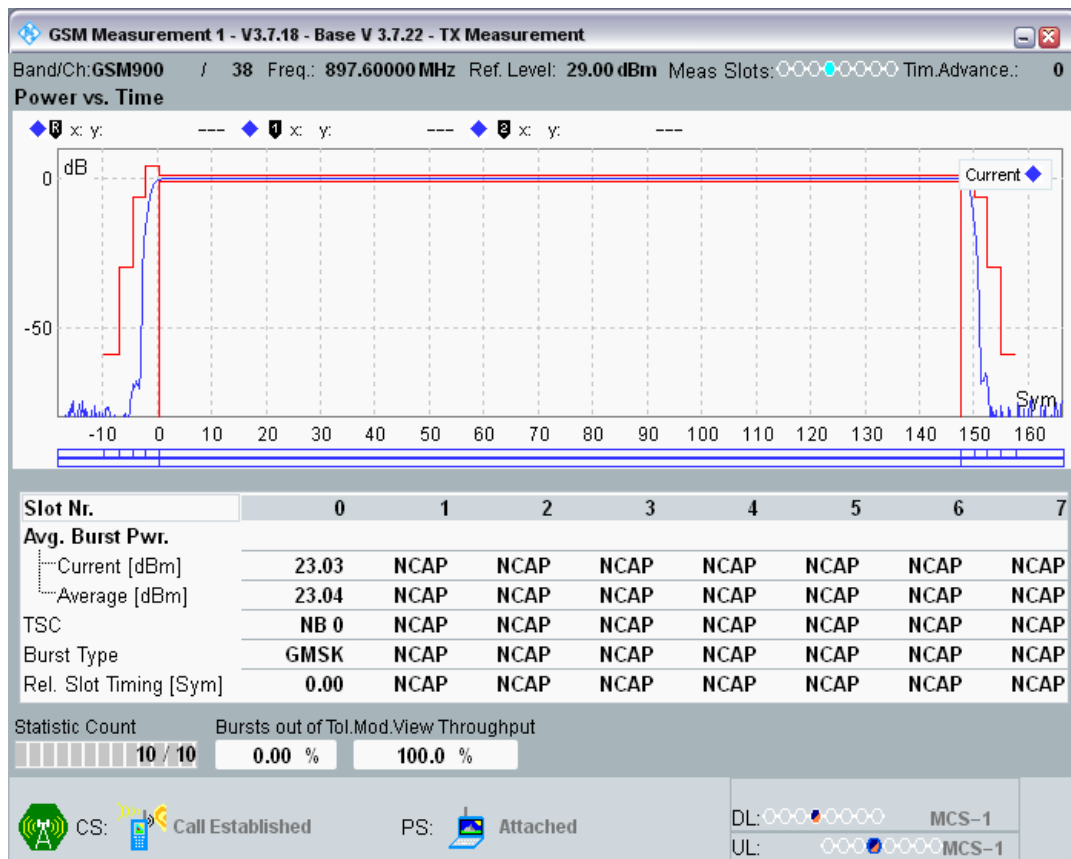 GSM Measurement 1 - V3.7.18 - Base V 3.7.22 - TX Measurement
Band/Ch:GSM900 / 38 Freq.: 897.60000 MHz Ref. Level: 29.00 dBm Meas Slots: Tim.Advance.: 0
Power vs. Time
R x: y: --- 1 x: y: --- 2 x: y: ---
dB
Current
0
-50
Sym
-10 0 10 20 30 40 50 60 70 80 90 100 110 120 130 140 150 160
Slot Nr. 0 1 2 3 4 5 6 7
Avg. Burst Pwr.
Current [dBm] 23.03 NCAP NCAP NCAP NCAP NCAP NCAP NCAP
Average [dBm] 23.04 NCAP NCAP NCAP NCAP NCAP NCAP NCAP
TSC NB 0 NCAP NCAP NCAP NCAP NCAP NCAP NCAP
Burst Type GMSK NCAP NCAP NCAP NCAP NCAP NCAP NCAP
Rel. Slot Timing [Sym] 0.00 NCAP NCAP NCAP NCAP NCAP NCAP NCAP
Statistic Count Bursts out of Tol.Mod.View Throughput
10 / 10 0.00 % 100.0 %
CS: Call Established PS: Attached
DL: MCS-1
UL: MCS-1